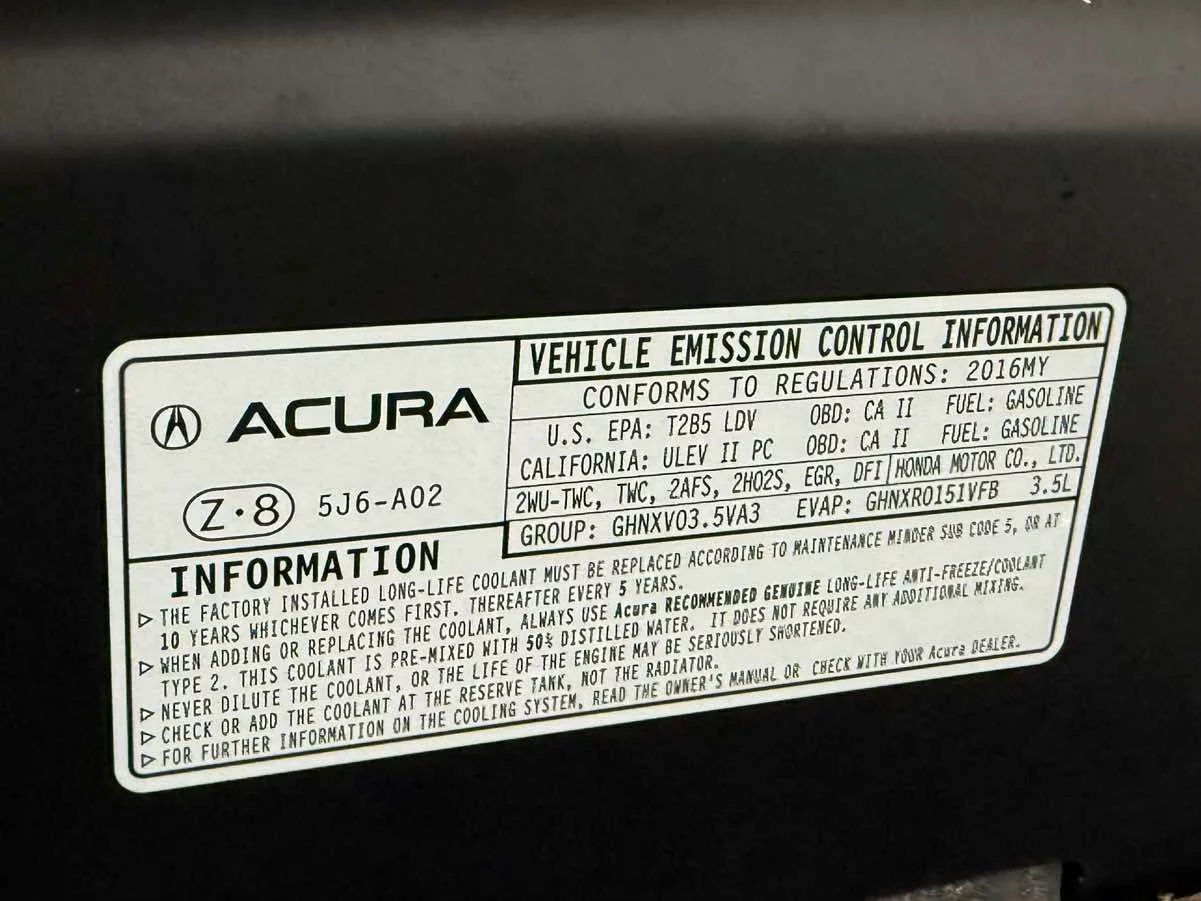 ACURA
Z·8 5J6-A02
VEHICLE EMISSION CONTROL INFORMATION
CONFORMS TO REGULATIONS: 2016MY
U.S. EPA: T2B5 LDV OBD: CA II FUEL: GASOLINE
CALIFORNIA: ULEV II PC OBD: CA II FUEL: GASOLINE
2WU-TWC, TWC, 2AFS, 2HO2S, EGR, DFI HONDA MOTOR CO., LTD.
GROUP: GHNXV03.5VA3 EVAP: GHNXR0151VFB 3.5L
INFORMATION
▷ THE FACTORY INSTALLED LONG-LIFE COOLANT MUST BE REPLACED ACCORDING TO MAINTENANCE MINDER SUB CODE 5, OR AT
10 YEARS WHICHEVER COMES FIRST. THEREAFTER EVERY 5 YEARS.
▷ WHEN ADDING OR REPLACING THE COOLANT, ALWAYS USE Acura RECOMMENDED GENUINE LONG-LIFE ANTI-FREEZE/COOLANT
TYPE 2. THIS COOLANT IS PRE-MIXED WITH 50% DISTILLED WATER. IT DOES NOT REQUIRE ANY ADDITIONAL MIXING.
▷ NEVER DILUTE THE COOLANT, OR THE LIFE OF THE ENGINE MAY BE SERIOUSLY SHORTENED.
▷ CHECK OR ADD THE COOLANT AT THE RESERVE TANK, NOT THE RADIATOR.
▷ FOR FURTHER INFORMATION ON THE COOLING SYSTEM, READ THE OWNER'S MANUAL OR CHECK WITH YOUR Acura DEALER.